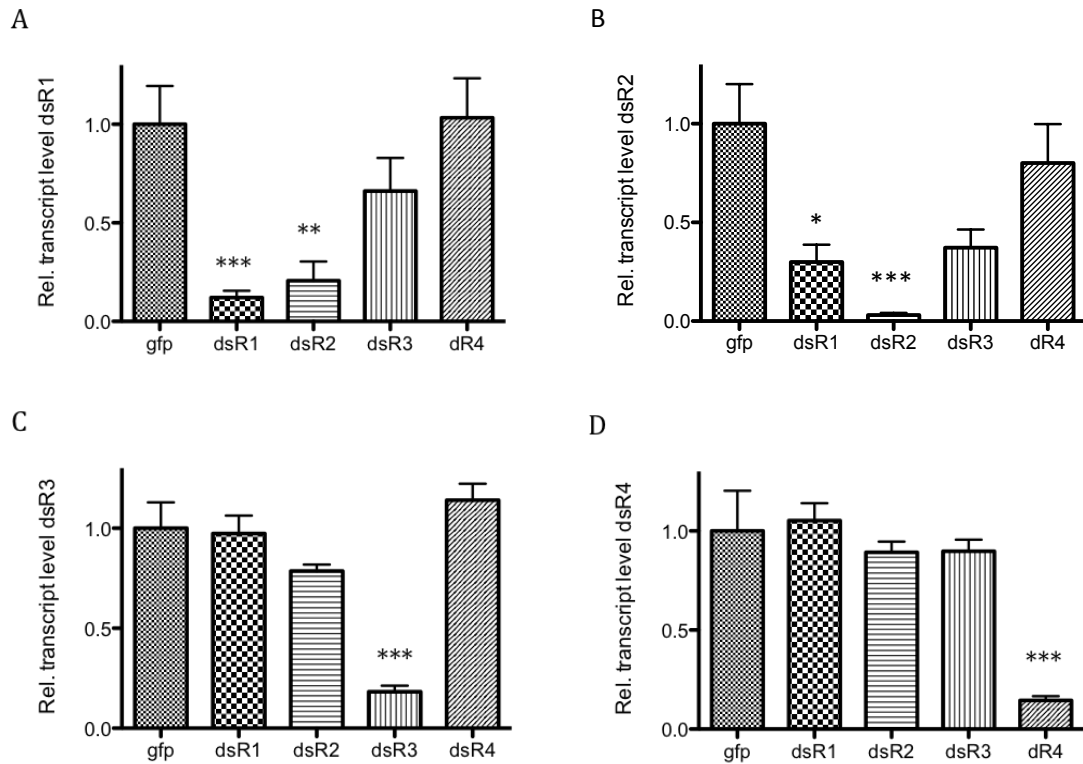 A
Rel. transcript level dsR1
1.0
0.5
0.0
***
**
gfp dsR1 dsR2 dsR3 dR4
B
Rel. transcript level dsR2
1.0
0.5
0.0
*
***
gfp dsR1 dsR2 dsR3 dR4
C
Rel. transcript level dsR3
1.0
0.5
0.0
***
gfp dsR1 dsR2 dsR3 dsR4
D
Rel. transcript level dsR4
1.0
0.5
0.0
***
gfp dsR1 dsR2 dsR3 dR4